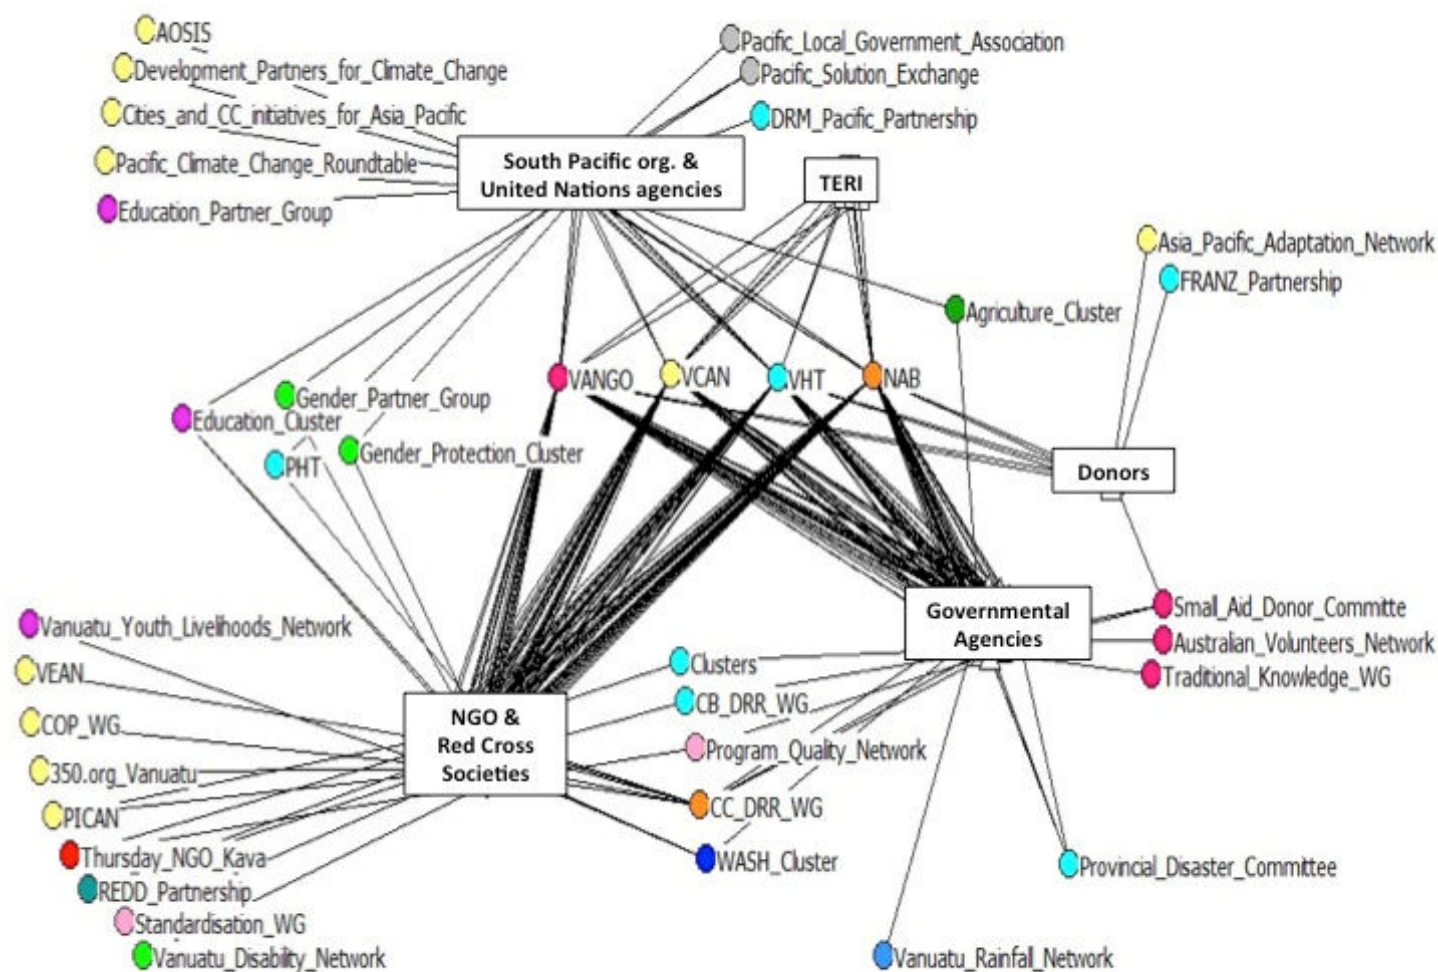 AOSIS
Development_Partners_for_Climate_Change
Cities_and_CC_initiatives_for_Asia_Pacific
Pacific_Climate_Change_Roundtable
Education_Partner_Group
Pacific_Local_Government_Association
Pacific_Solution_Exchange
DRM_Pacific_Partnership
South Pacific org. &
United Nations agencies
TERI
Asia_Pacific_Adaptation_Network
FRANZ_Partnership
Agriculture_Cluster
VANGO
VCAN
VHT
NAB
Gender_Partner_Group
Education_Cluster
Gender_Protection_Cluster
PHT
Donors
Governmental
Agencies
Small_Aid_Donor_Committe
Australian_Volunteers_Network
Traditional_Knowledge_WG
Vanuatu_Youth_Livelihoods_Network
VEAN
COP_WG
350.org_Vanuatu
PICAN
Thursday_NGO_Kava
REDD_Partnership
Standardisation_WG
Vanuatu_Disability_Network
NGO &
Red Cross
Societies
Clusters
CB_DRR_WG
Program_Quality_Network
CC_DRR_WG
WASH_Cluster
Provincial_Disaster_Committee
Vanuatu_Rainfall_Network